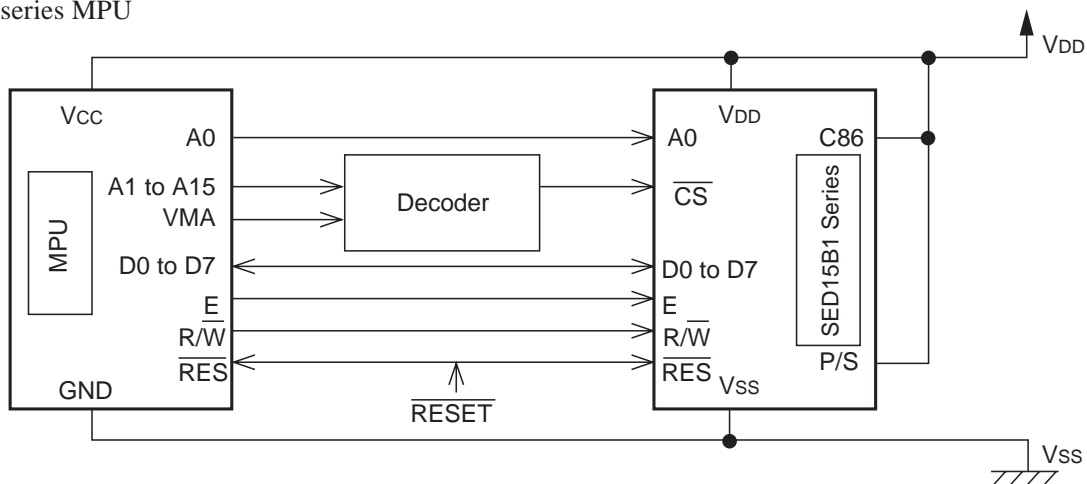 series MPU
VDD
VCC
VDD
A0
A0
C86
A1 to A15
Decoder
CS
VMA
MPU
SED15B1 Series
D0 to D7
D0 to D7
E
E
R/W
R/W
RES
RES
P/S
GND
RESET
VSS
VSS